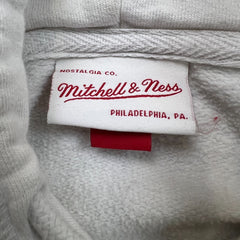 NOSTALGIA CO.
Mitchell & Ness
PHILADELPHIA, PA.